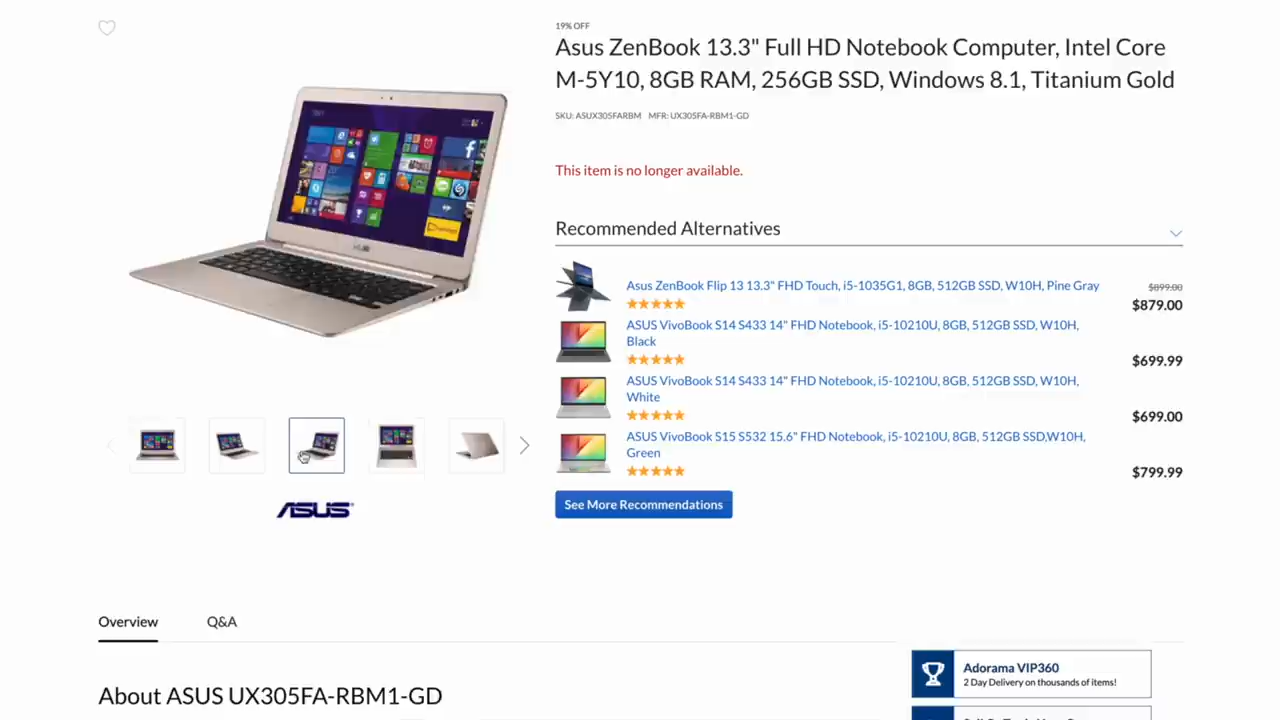 19% OFF
Asus ZenBook 13.3" Full HD Notebook Computer, Intel Core
M-5Y10, 8GB RAM, 256GB SSD, Windows 8.1, Titanium Gold
SKU: ASUX305FARBM MFR: UX305FA-RBM1-GD
This item is no longer available.
Recommended Alternatives
Asus ZenBook Flip 13 13.3" FHD Touch, i5-1035G1, 8GB, 512GB SSD, W10H, Pine Gray
$899.00
$879.00
ASUS VivoBook S14 S433 14" FHD Notebook, i5-10210U, 8GB, 512GB SSD, W10H,
Black
$699.99
ASUS VivoBook S14 S433 14" FHD Notebook, i5-10210U, 8GB, 512GB SSD, W10H,
White
$699.00
ASUS VivoBook S15 S532 15.6" FHD Notebook, i5-10210U, 8GB, 512GB SSD,W10H,
Green
$799.99
See More Recommendations
ASUS
Overview Q&A
About ASUS UX305FA-RBM1-GD
Adorama VIP360
2 Day Delivery on thousands of items!